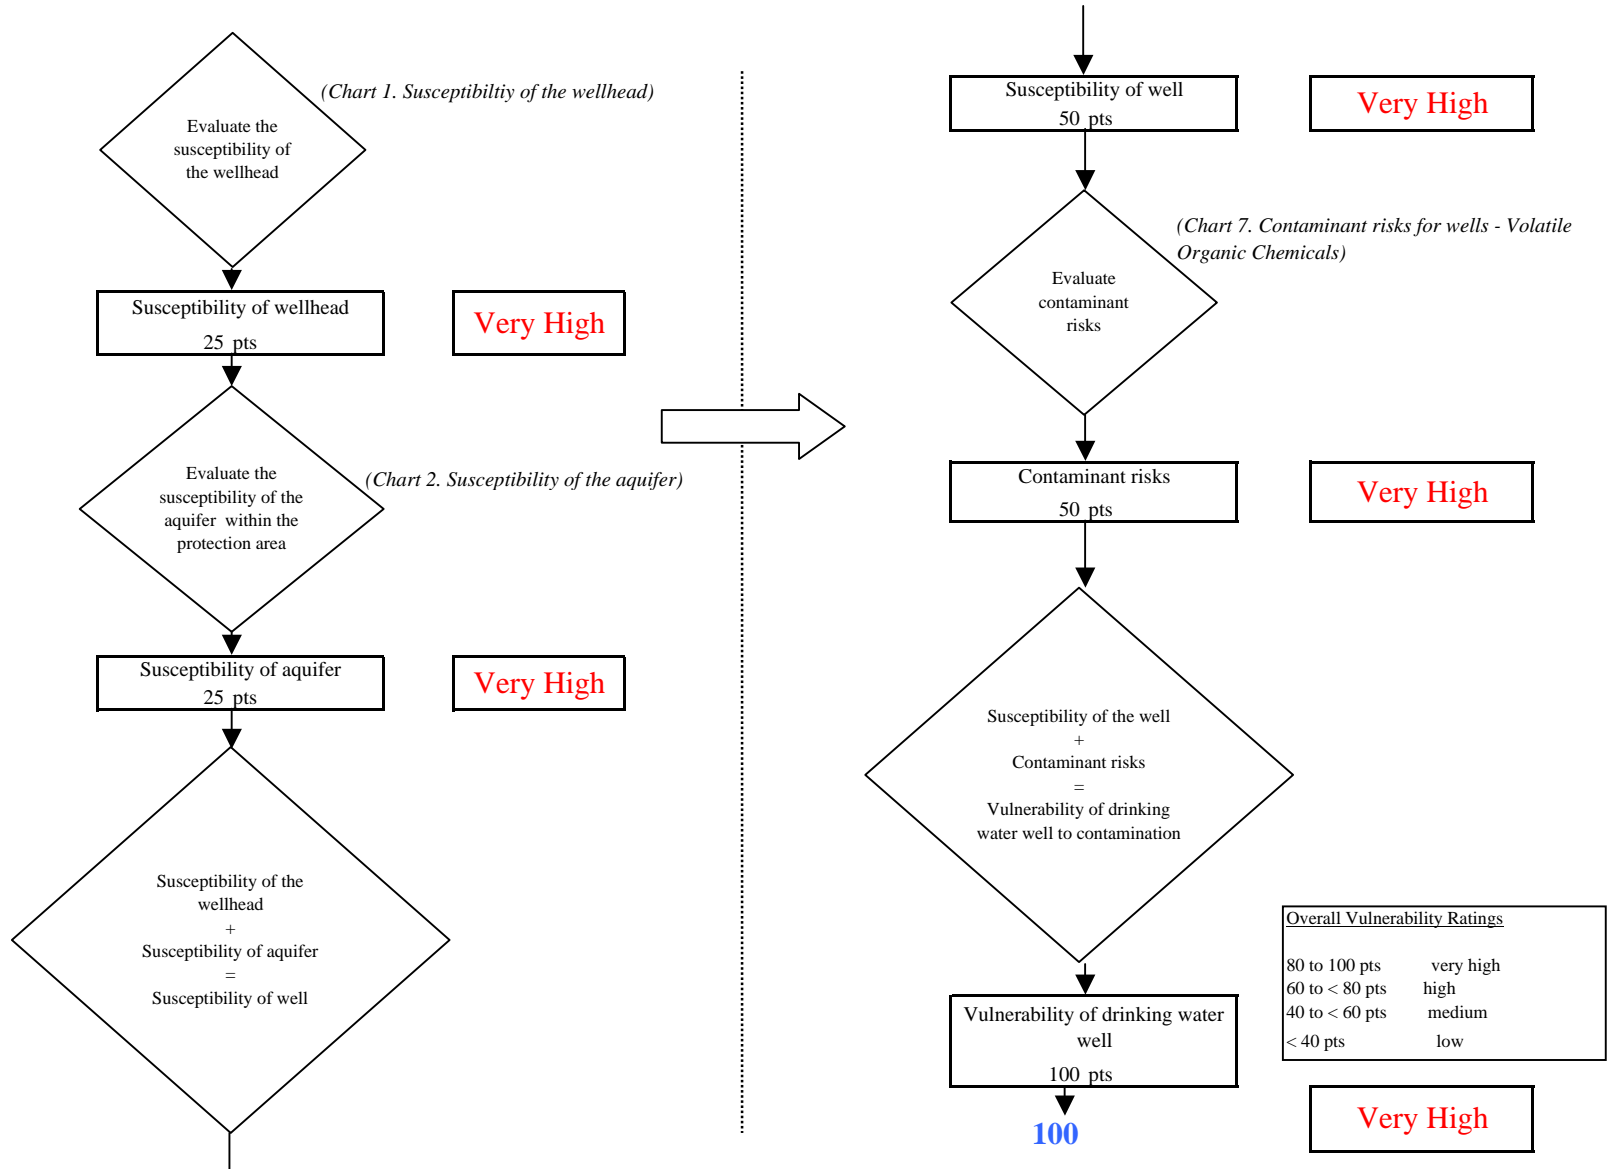 (Chart 1. Susceptibiltiy of the wellhead)
Evaluate the
susceptibility of
the wellhead
Susceptibility of wellhead
25 pts
Very High
Evaluate the
susceptibility of the
aquifer within the
protection area
(Chart 2. Susceptibility of the aquifer)
Susceptibility of aquifer
25 pts
Very High
Susceptibility of the
wellhead
+
Susceptibility of aquifer
=
Susceptibility of well
Susceptibility of well
50 pts
Very High
(Chart 7. Contaminant risks for wells - Volatile
Organic Chemicals)
Evaluate
contaminant
risks
Contaminant risks
50 pts
Very High
Susceptibility of the well
+
Contaminant risks
=
Vulnerability of drinking
water well to contamination
Overall Vulnerability Ratings
80 to 100 pts very high
60 to < 80 pts high
40 to < 60 pts medium
< 40 pts low
Vulnerability of drinking water
well
100 pts
100
Very High